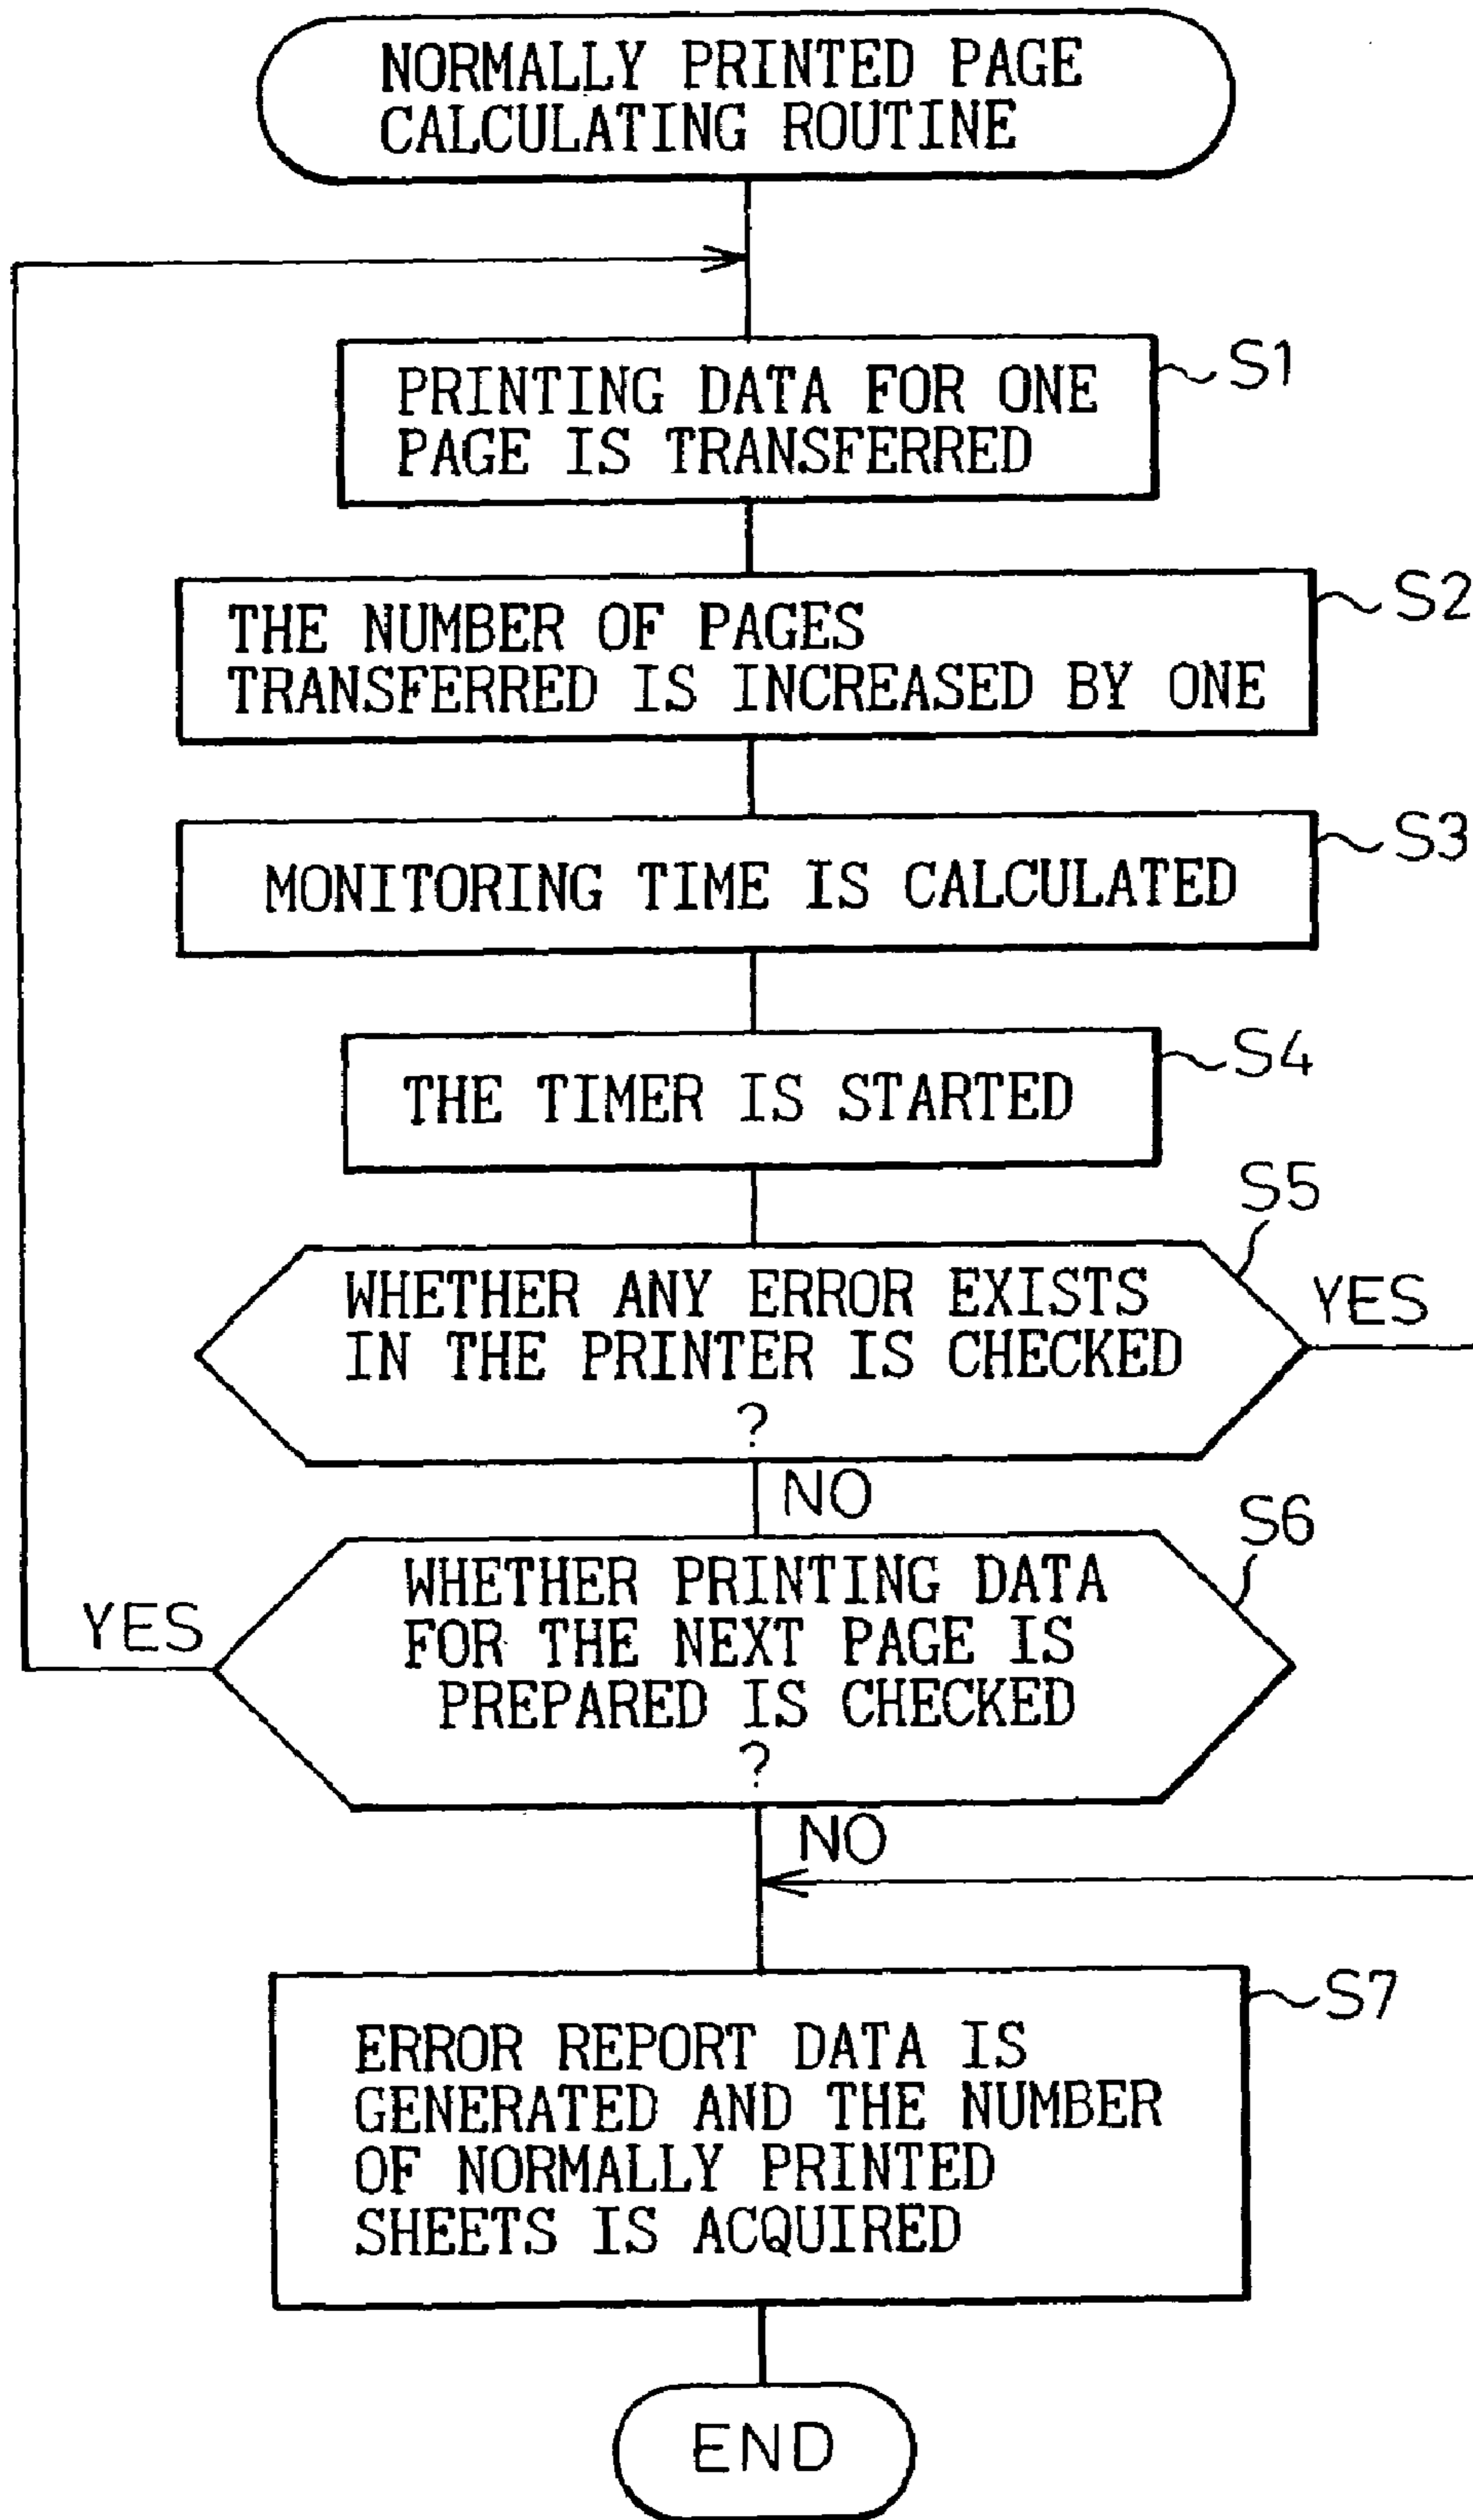 NORMALLY PRINTED PAGE
CALCULATING ROUTINE
PRINTING DATA FOR ONE
PAGE IS TRANSFERRED
S1
THE NUMBER OF PAGES
TRANSFERRED IS INCREASED BY ONE
S2
MONITORING TIME IS CALCULATED
S3
THE TIMER IS STARTED
S4
WHETHER ANY ERROR EXISTS
IN THE PRINTER IS CHECKED
?
S5
YES
NO
WHETHER PRINTING DATA
FOR THE NEXT PAGE IS
PREPARED IS CHECKED
?
S6
YES
NO
ERROR REPORT DATA IS
GENERATED AND THE NUMBER
OF NORMALLY PRINTED
SHEETS IS ACQUIRED
S7
END